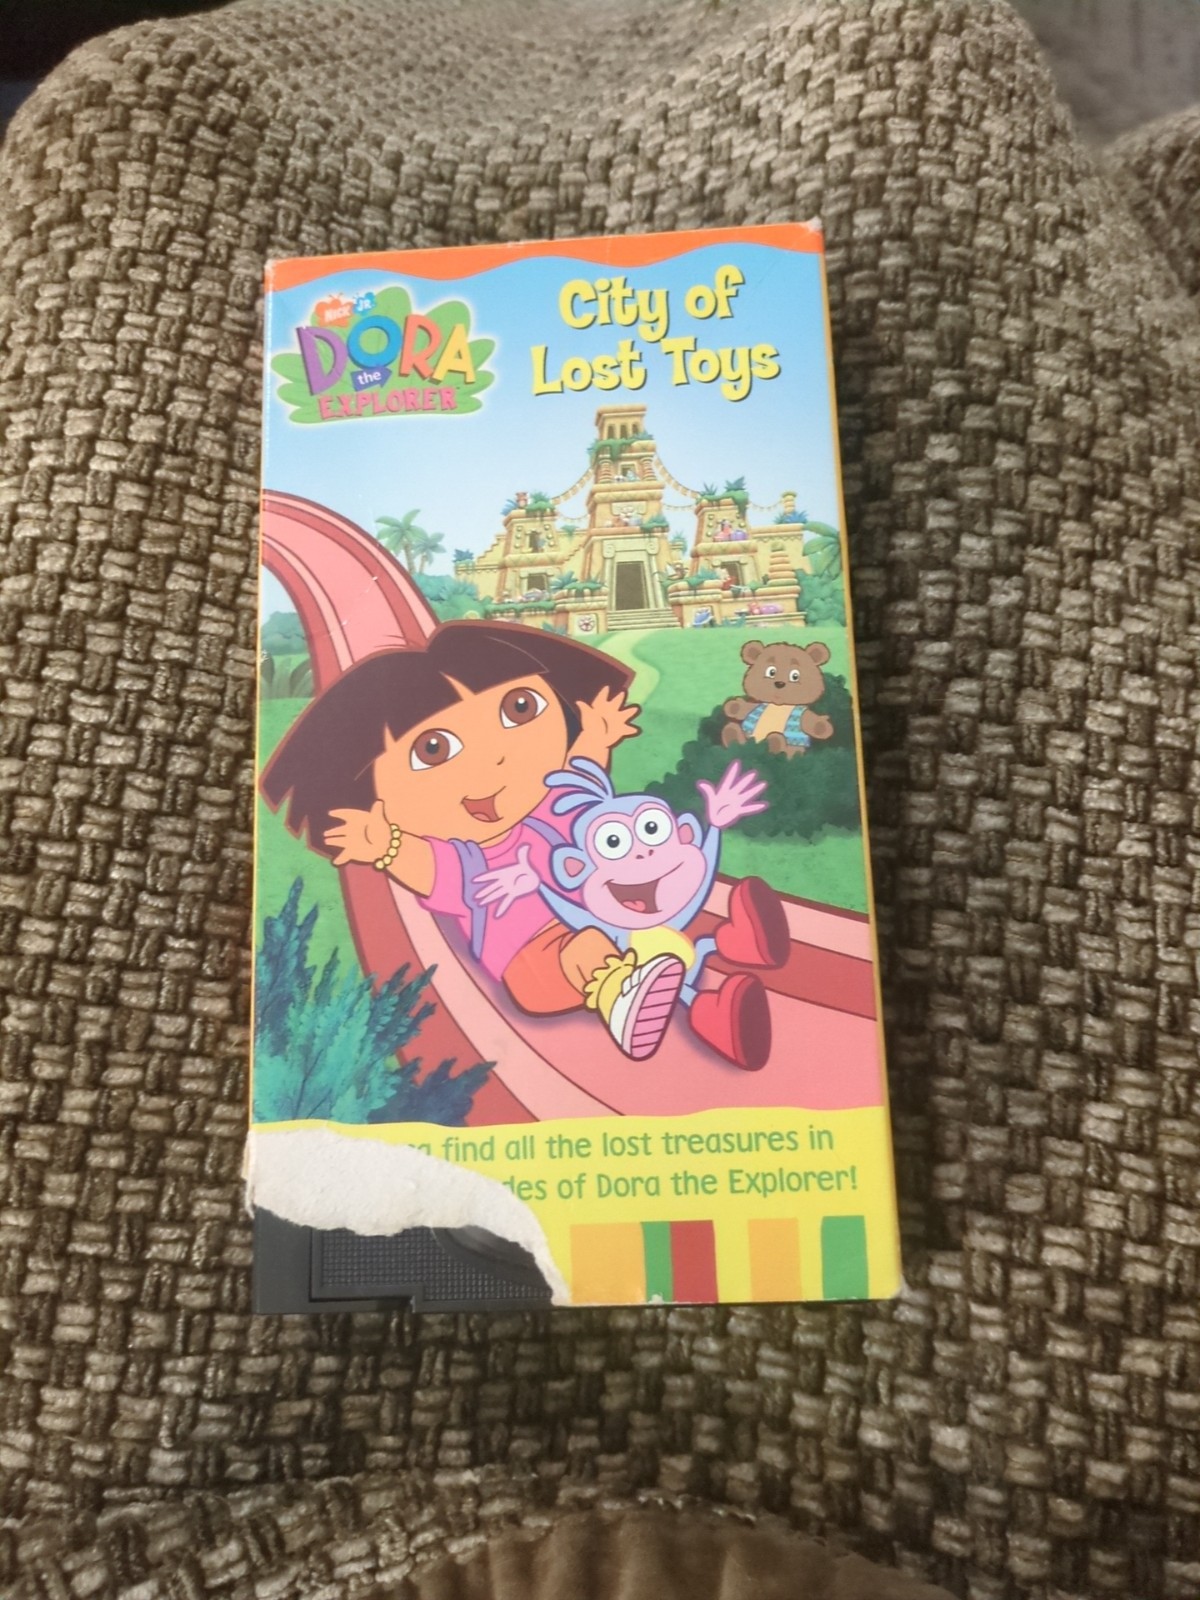 NICK JR
DORA
the
EXPLORER
City of
Lost Toys
find all the lost treasures in
of Dora the Explorer!